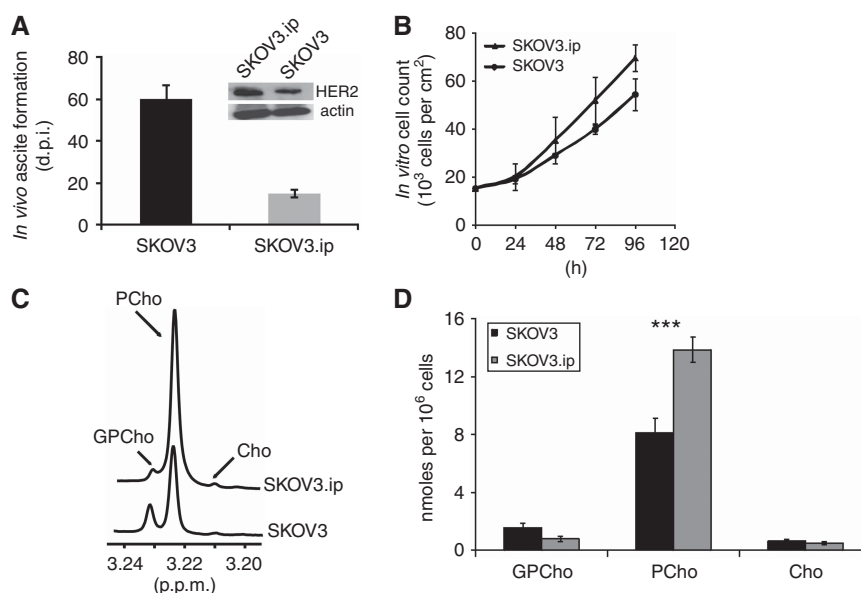 A
In vivo ascite formation
(d.p.i.)
80
60
40
20
0
SKOV3
SKOV3.ip
SKOV3.ip
SKOV3
HER2
actin
B
In vitro cell count
(10³ cells per cm²)
80
60
40
20
0
SKOV3.ip
SKOV3
0 24 48 72 96 120
(h)
C
PCho
GPCho
Cho
SKOV3.ip
SKOV3
3.24 3.22 3.20
(p.p.m.)
D
nmoles per 10⁶ cells
16
12
8
4
0
SKOV3
SKOV3.ip
***
GPCho PCho Cho